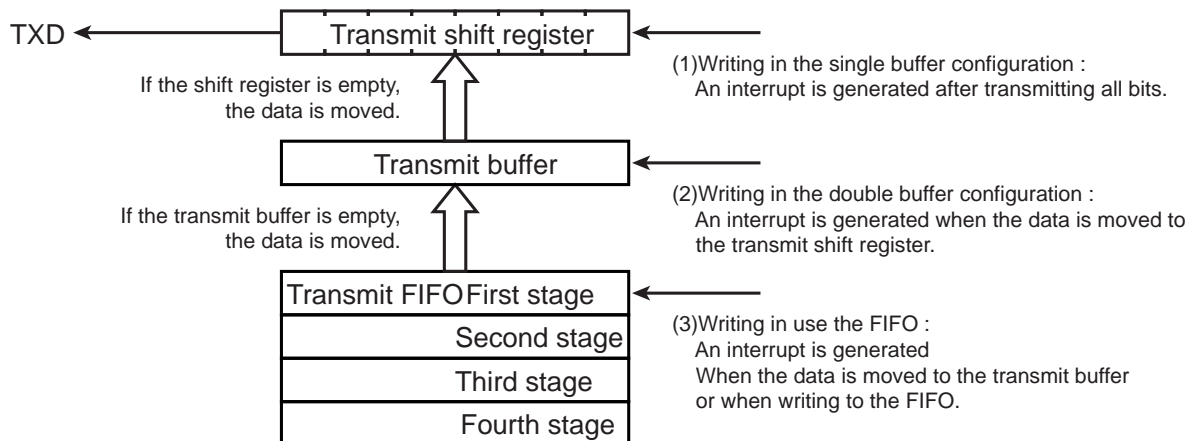 TXD
Transmit shift register
(1)Writing in the single buffer configuration :
An interrupt is generated after transmitting all bits.
If the shift register is empty,
the data is moved.
Transmit buffer
(2)Writing in the double buffer configuration :
An interrupt is generated when the data is moved to
the transmit shift register.
If the transmit buffer is empty,
the data is moved.
Transmit FIFO First stage
Second stage
Third stage
Fourth stage
(3)Writing in use the FIFO :
An interrupt is generated
When the data is moved to the transmit buffer
or when writing to the FIFO.